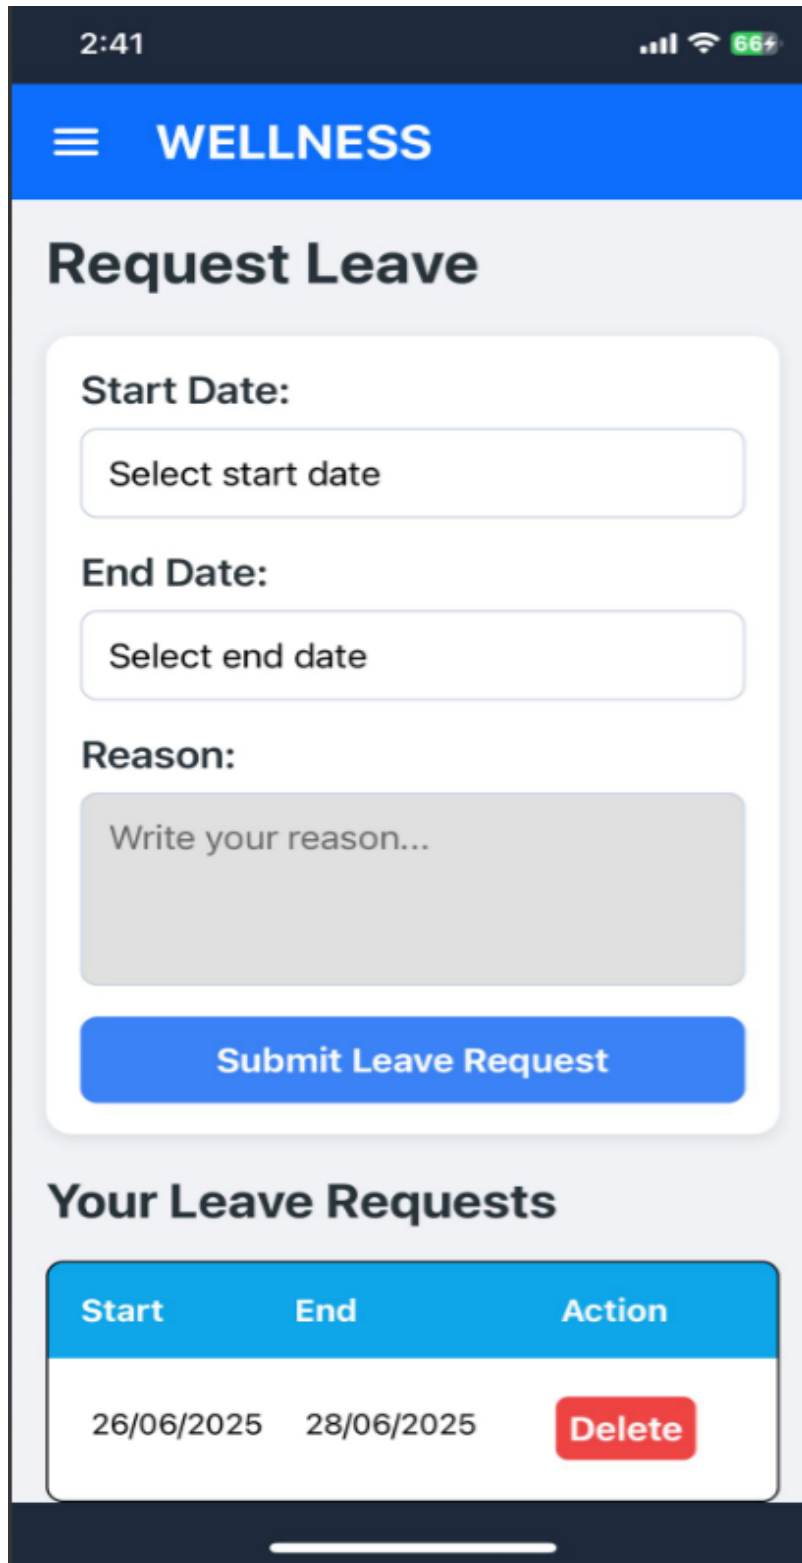 2:41
66
WELLNESS
Request Leave
Start Date:
Select start date
End Date:
Select end date
Reason:
Write your reason...
Submit Leave Request
Your Leave Requests
Start End Action
26/06/2025 28/06/2025 Delete